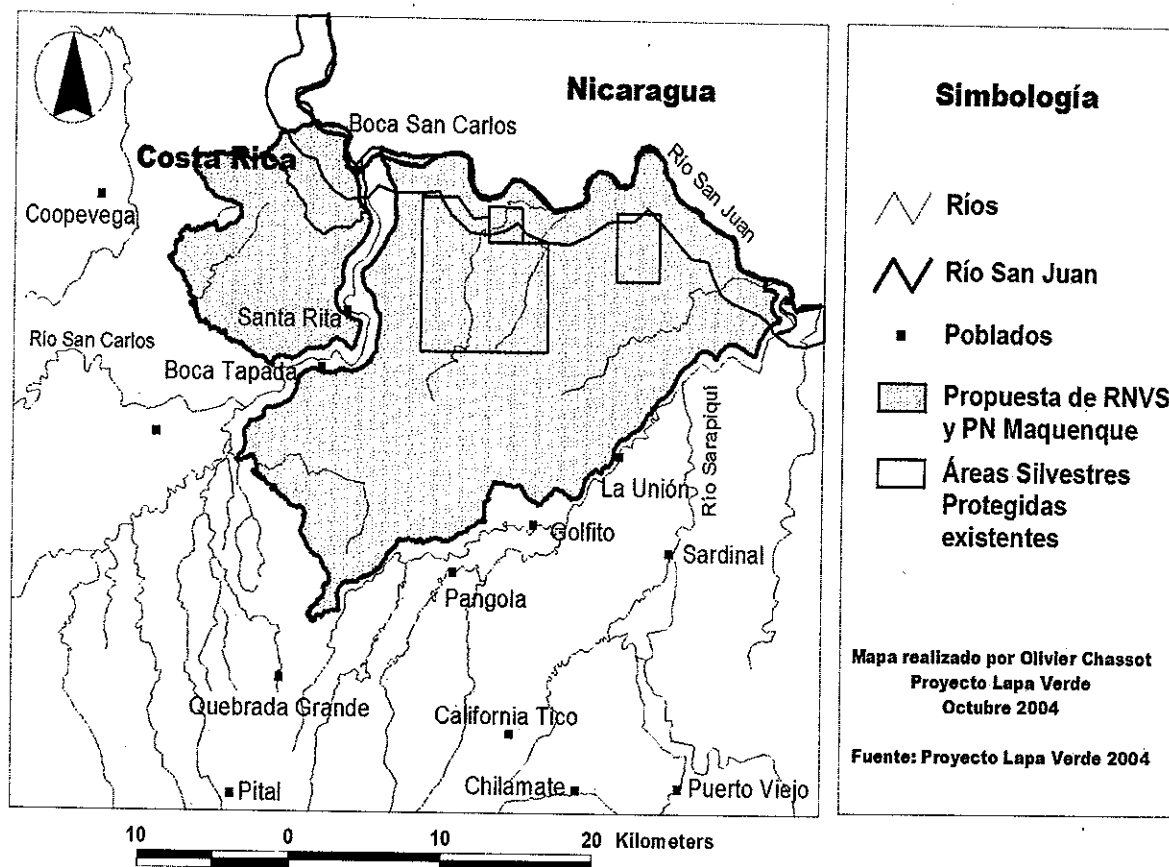 Nicaragua
Boca San Carlos
Costa Rica
Río San Juan
Coopevega
Santa Rita
Río San Carlos
Boca Tapada
Río Sarapiquí
La Unión
Golfito
Sardinal
Pangola
Quebrada Grande
California Tico
Pital
Chilamate
Puerto Viejo
10 0 10 20 Kilometers
Simbología
Ríos
Río San Juan
Poblados
Propuesta de RNVS
y PN Maquenque
Áreas Silvestres
Protegidas
existentes
Mapa realizado por Olivier Chassot
Proyecto Lapa Verde
Octubre 2004
Fuente: Proyecto Lapa Verde 2004